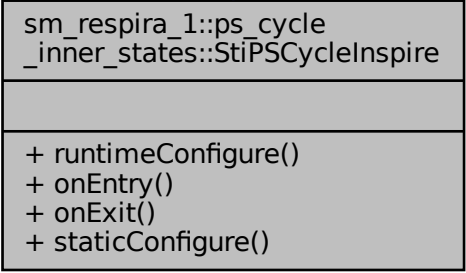 sm_respira_1::ps_cycle
_inner_states::StiPSCycleInspire
+ runtimeConfigure()
+ onEntry()
+ onExit()
+ staticConfigure()